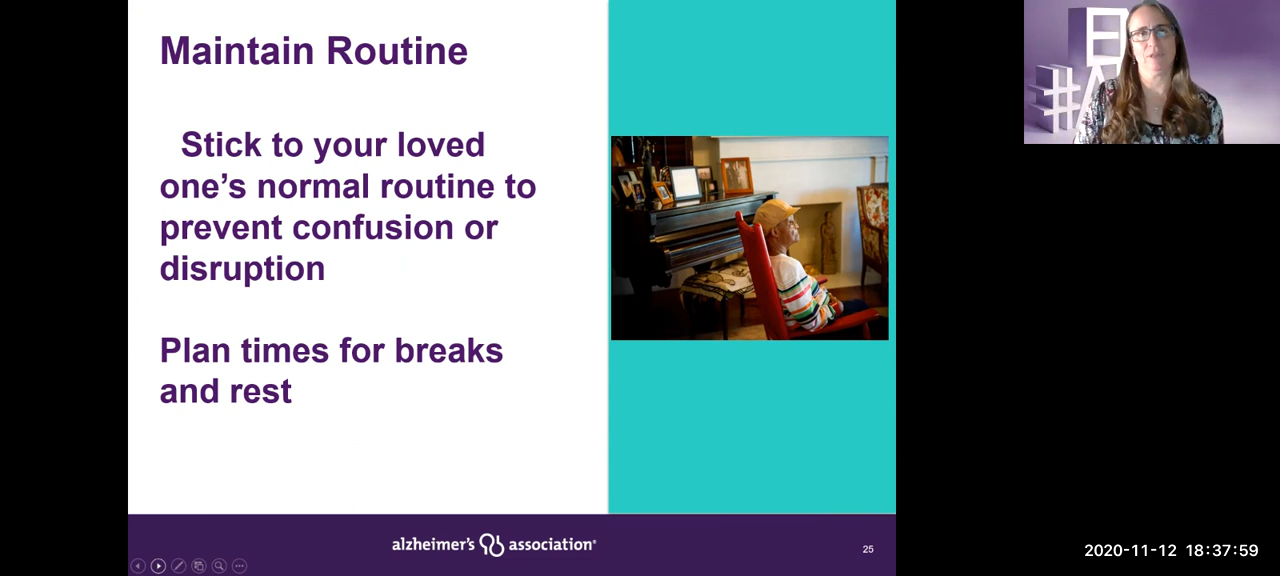 Maintain Routine
Stick to your loved
one’s normal routine to
prevent confusion or
disruption
Plan times for breaks
and rest
alzheimer's association®
25
2020-11-12 18:37:59